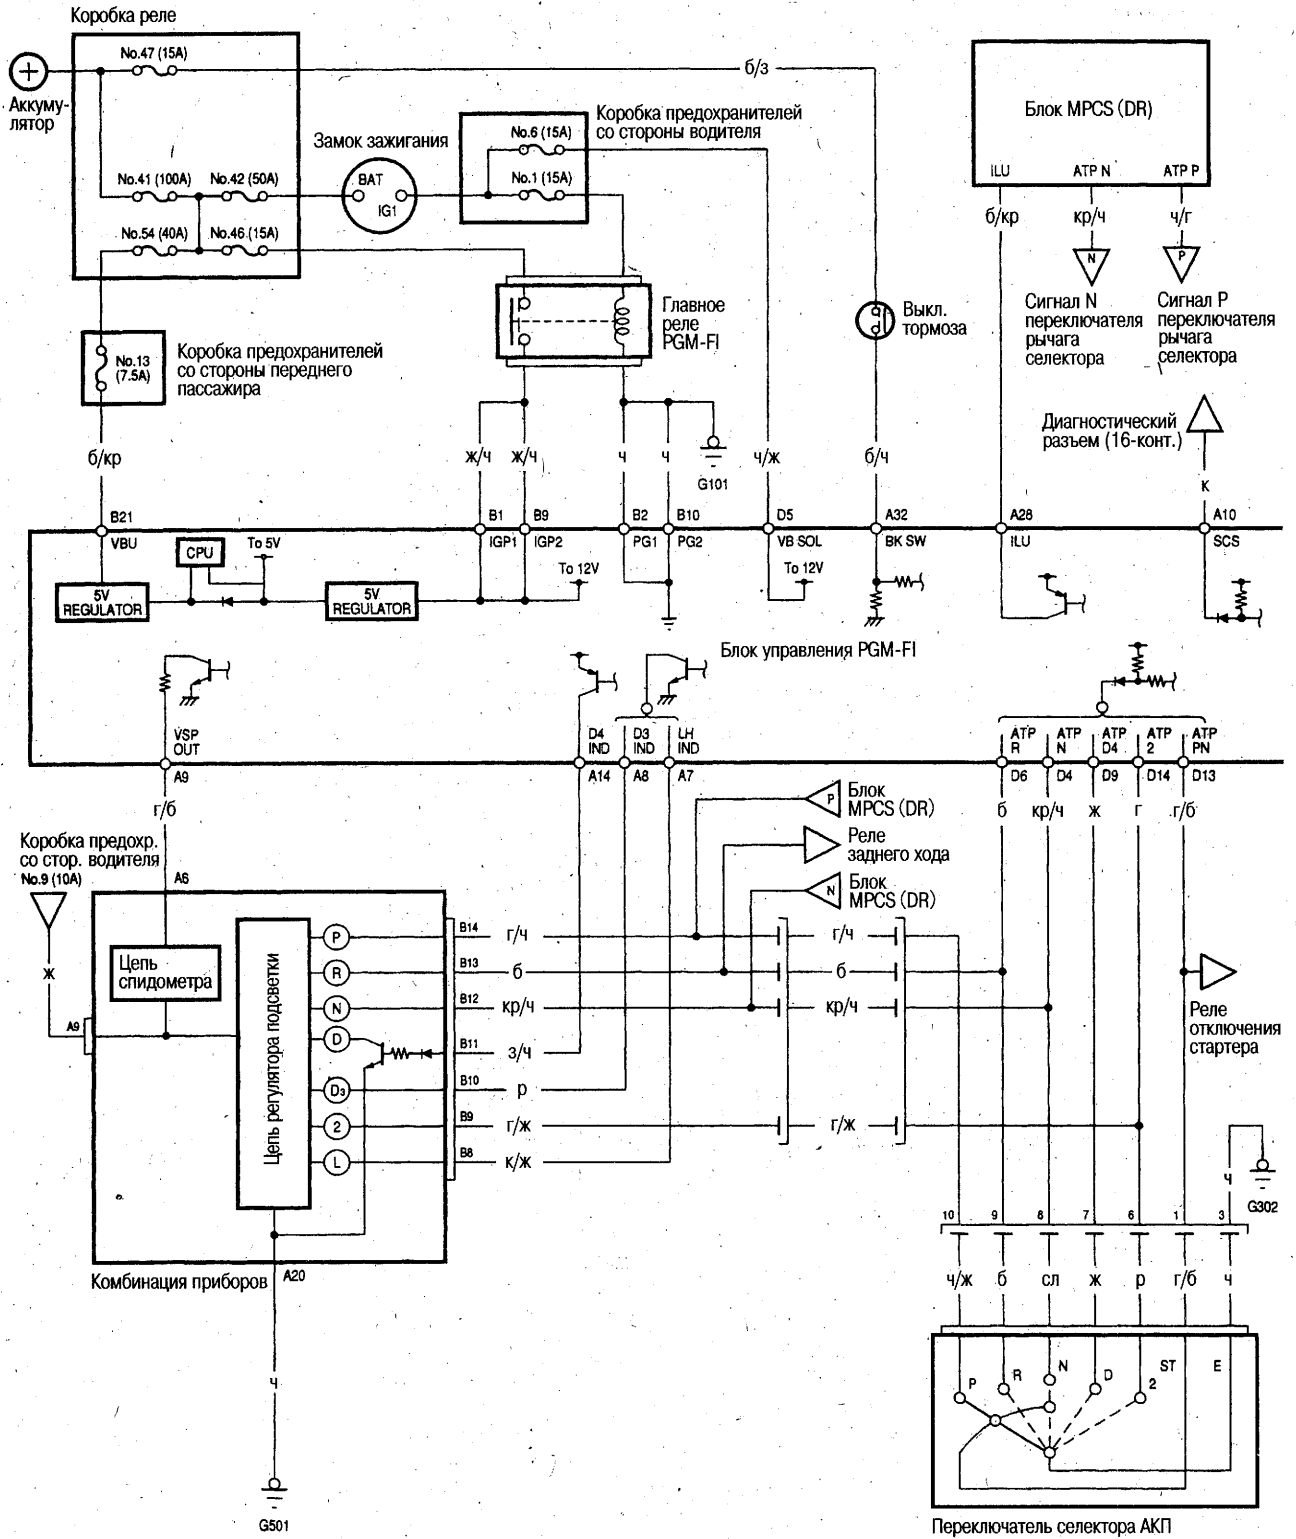 Коробка реле
No.47 (15A)
б/з
Аккуму-
лятор
Коробка предохранителей
со стороны водителя
No.6 (15A)
Замок зажигания
No.41 (100A)
No.42 (50A)
BAT
IG1
No.1 (15A)
No.54 (40A)
No.46 (15A)
Блок MPCS (DR)
ILU
ATP N
ATP P
б/кр
кр/ч
ч/г
N
P
Сигнал N
переключателя
рычага
селектора
Сигнал P
переключателя
рычага
селектора
Главное
реле
PGM-FI
Выкл.
тормоза
No.13
(7.5A)
Коробка предохранителей
со стороны переднего
пассажира
Диагностический
разъем (16-конт.)
б/кр
ж/ч
ж/ч
ч
ч
G101
ч/ж
б/ч
к
B21
B1
B9
B2
B10
D5
A32
A28
A10
VBU
IGP1
IGP2
PG1
PG2
VB SOL
BK SW
ILU
SCS
CPU
To 5V
To 12V
To 12V
5V
REGULATOR
5V
REGULATOR
Блок управления PGM-FI
VSP
OUT
D4
IND
D3
IND
LH
IND
ATP
R
ATP
N
ATP
D4
ATP
2
ATP
PN
A9
A14
A8
A7
D6
D4
D9
D14
D13
г/б
Блок
MPCS (DR)
P
Реле
заднего хода
Блок
MPCS (DR)
N
б
кр/ч
ж
г
г/б
Коробка предохр.
со стор. водителя
No.9 (10A)
A6
ж
A9
Цепь
спидометра
Цепь регулятора подсветки
P
R
N
D
D3
2
L
B14
B13
B12
B11
B10
B9
B8
г/ч
б
кр/ч
з/ч
р
г/ж
к/ж
г/ч
б
кр/ч
г/ж
Реле
отключения
стартера
ч
G302
Комбинация приборов
A20
ч
G501
10
9
8
7
6
1
3
ч/ж
б
сл
ж
р
г/б
ч
P
R
N
D
2
ST
E
Переключатель селектора АКП